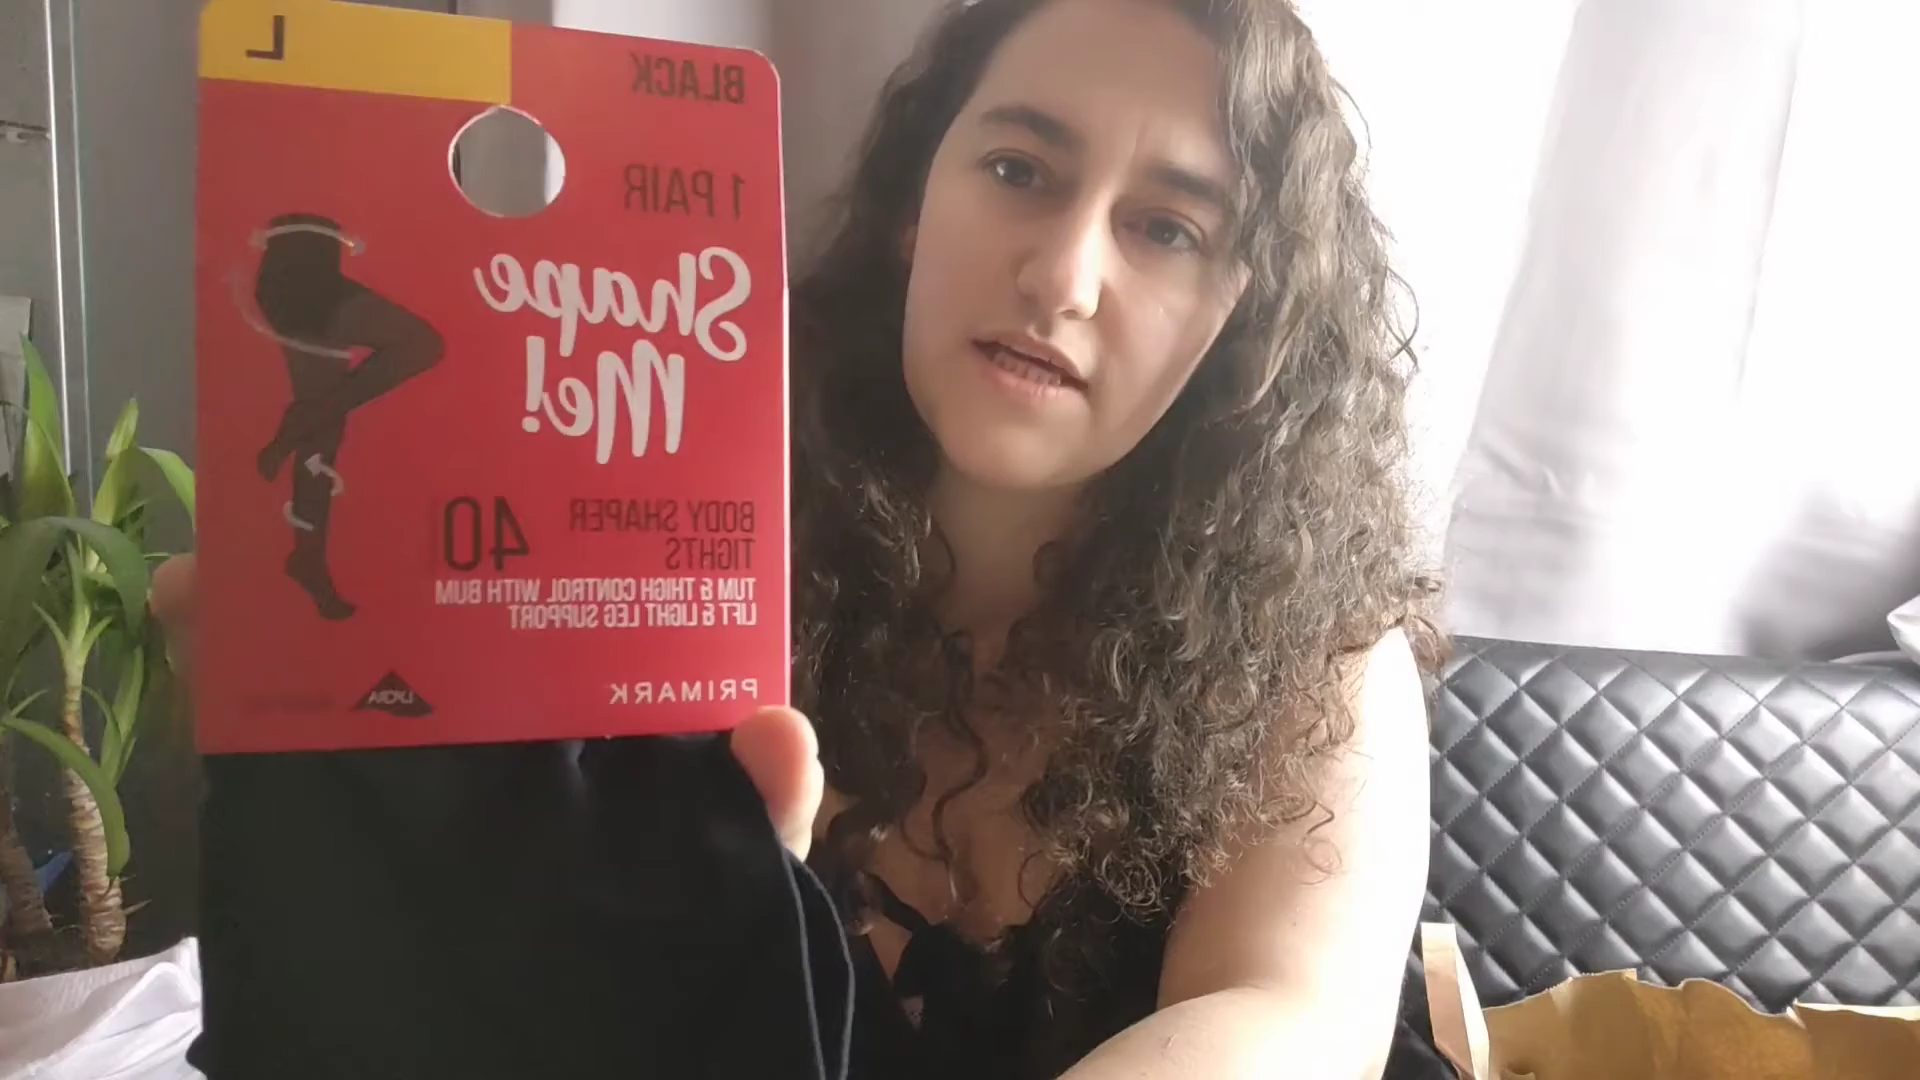 L
BLACK
1 PAIR
Shape
Me!
BODY SHAPER
TIGHTS
40
TUM & THIGH CONTROL WITH BUM
LIFT & LIGHT LEG SUPPORT
PRIMARK
LYCRA